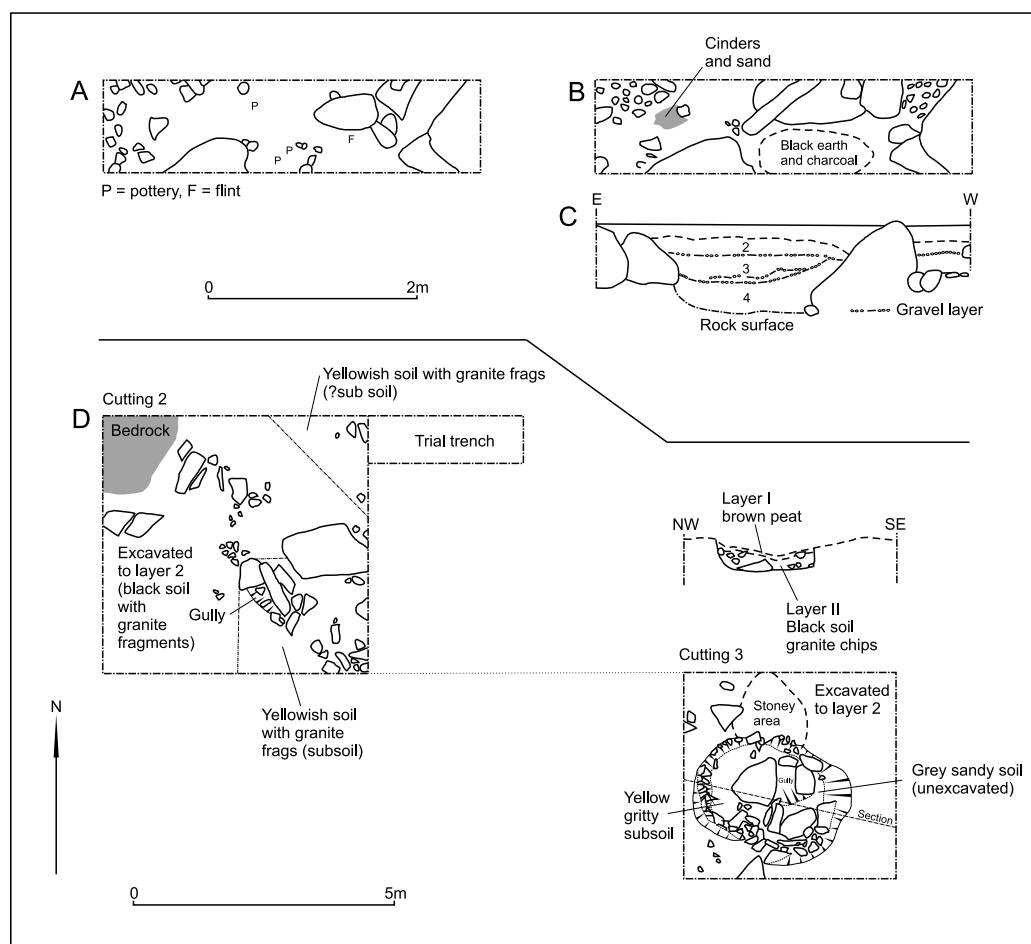 A
P
P
P
F
P = pottery, F = flint
0
2m
Cinders
and sand
B
Black earth
and charcoal
E
W
C
2
3
4
Rock surface
Gravel layer
Yellowish soil with granite frags
(?sub soil)
Cutting 2
D
Bedrock
Trial trench
Excavated
to layer 2
(black soil
with
granite
fragments)
Gully
Yellowish soil
with granite
frags (subsoil)
N
0
5m
Layer I
brown peat
NW
SE
Layer II
Black soil
granite chips
Cutting 3
Stoney
area
Excavated
to layer 2
Gully
Grey sandy soil
(unexcavated)
Yellow
gritty
subsoil
Section